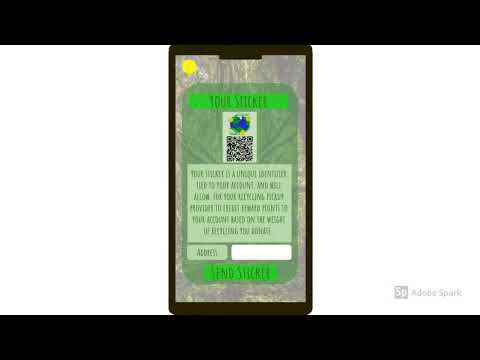 Your Sticker
Your sticker is a unique identifier
tied to your account, and will
allow for your recycling pickup
provider to credit reward points to
your account based on the weight
of recycling you donate.
Address
Send Sticker
Sp Adobe Spark